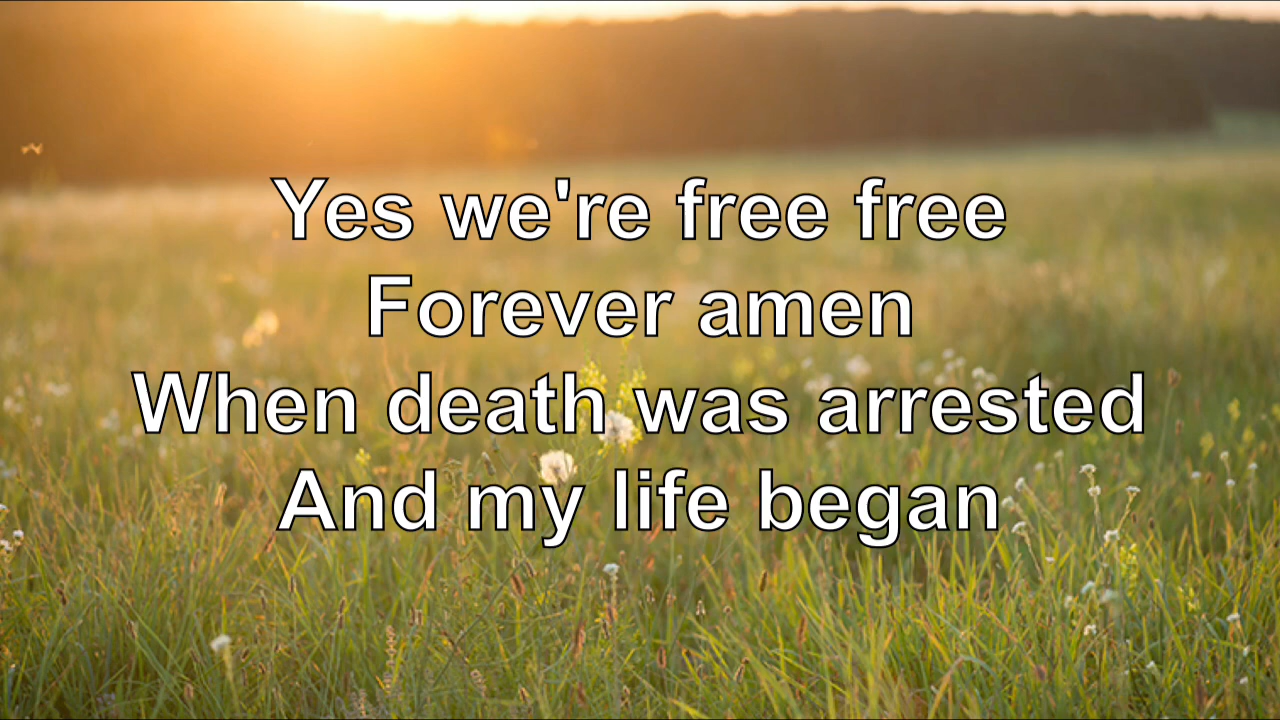 Yes we're free free
Forever amen
When death was arrested
And my life began